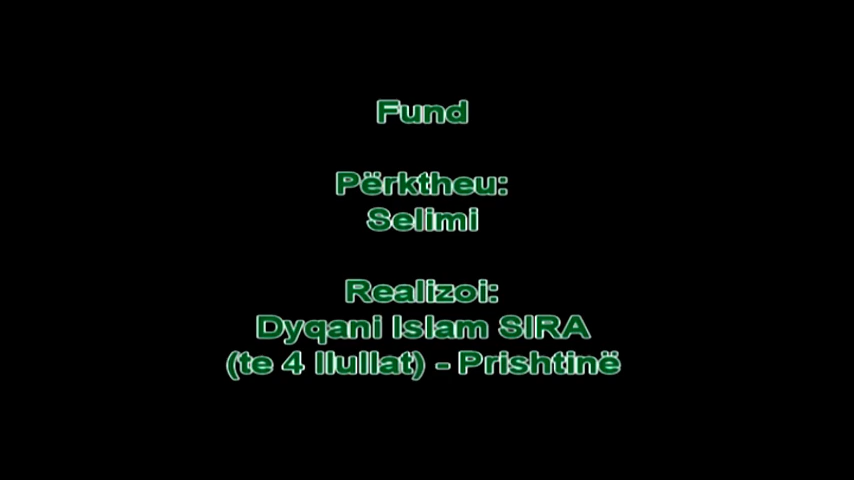 Fund
Përktheu:
Selimi
Realizoi:
Dyqani Islam SIRA
(te 4 llullat) - Prishtinë